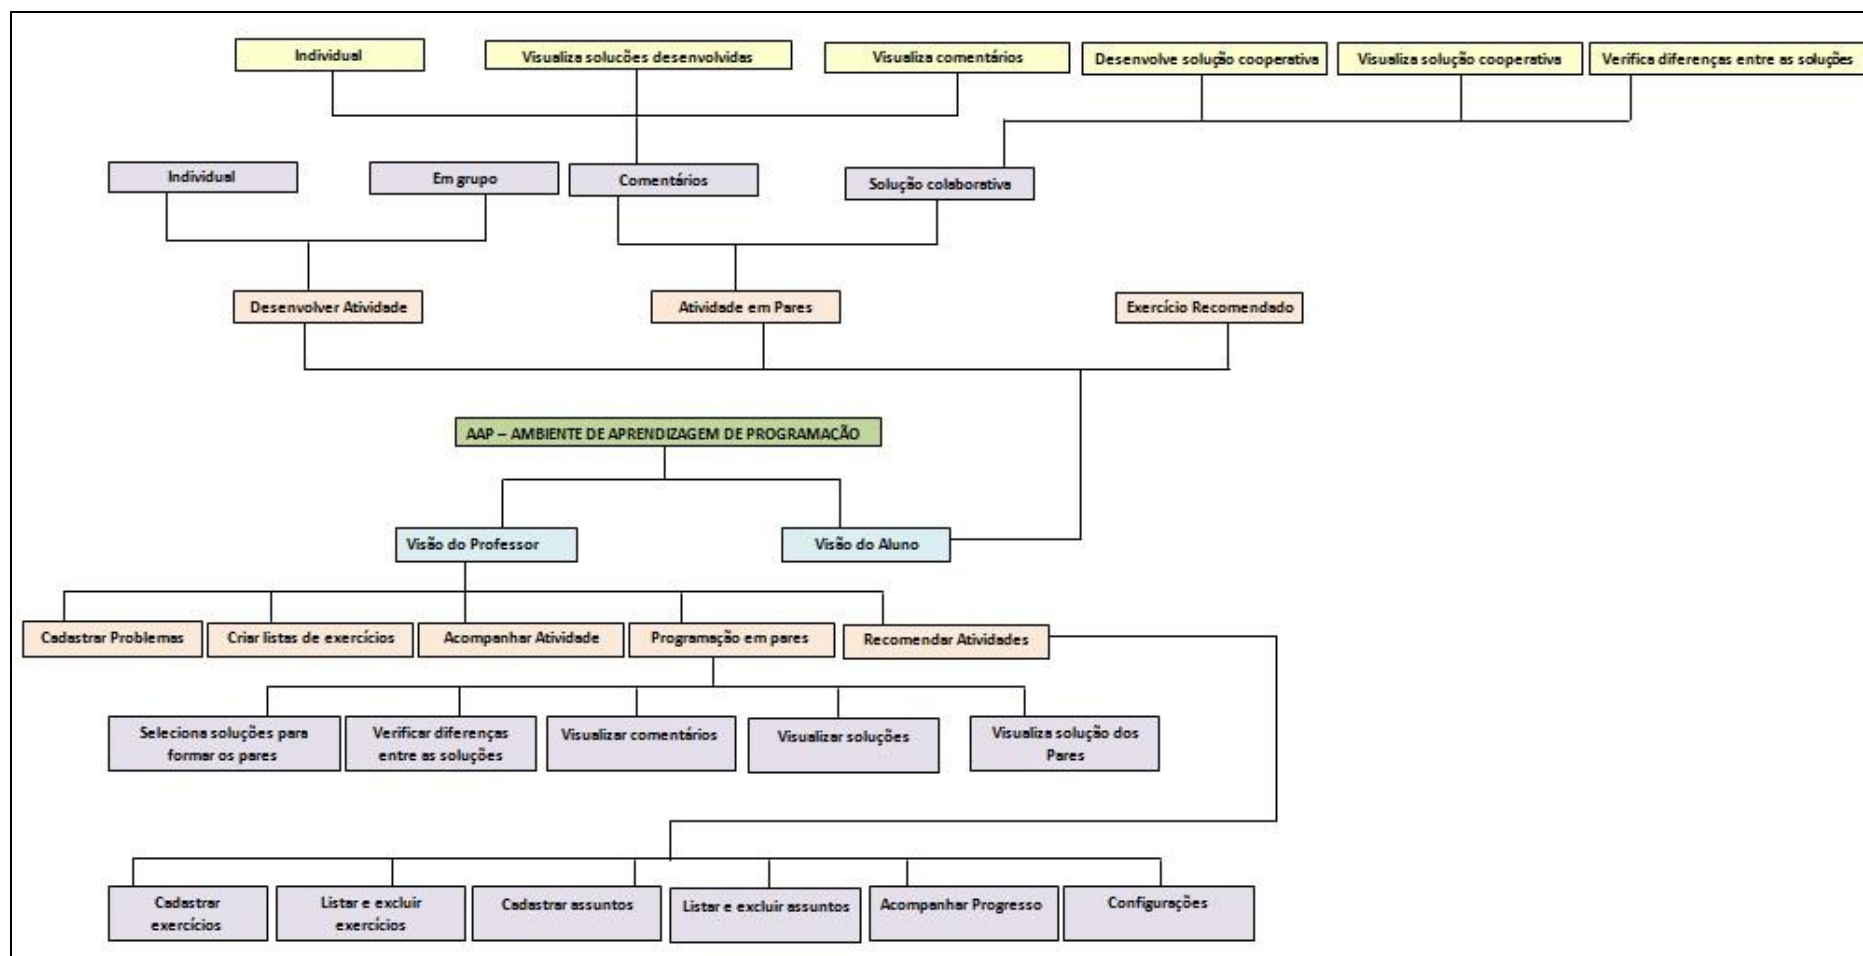 Individual
Visualiza soluções desenvolvidas
Visualiza comentários
Desenvolve solução cooperativa
Visualiza solução cooperativa
Verifica diferenças entre as soluções
Individual
Em grupo
Comentários
Solução colaborativa
Desenvolver Atividade
Atividade em Pares
Exercício Recomendado
AAP – AMBIENTE DE APRENDIZAGEM DE PROGRAMAÇÃO
Visão do Professor
Visão do Aluno
Cadastrar Problemas
Criar listas de exercícios
Acompanhar Atividade
Programação em pares
Recomendar Atividades
Seleciona soluções para
formar os pares
Verificar diferenças
entre as soluções
Visualizar comentários
Visualizar soluções
Visualiza solução dos
Pares
Cadastrar
exercícios
Listar e excluir
exercícios
Cadastrar assuntos
Listar e excluir assuntos
Acompanhar Progresso
Configurações